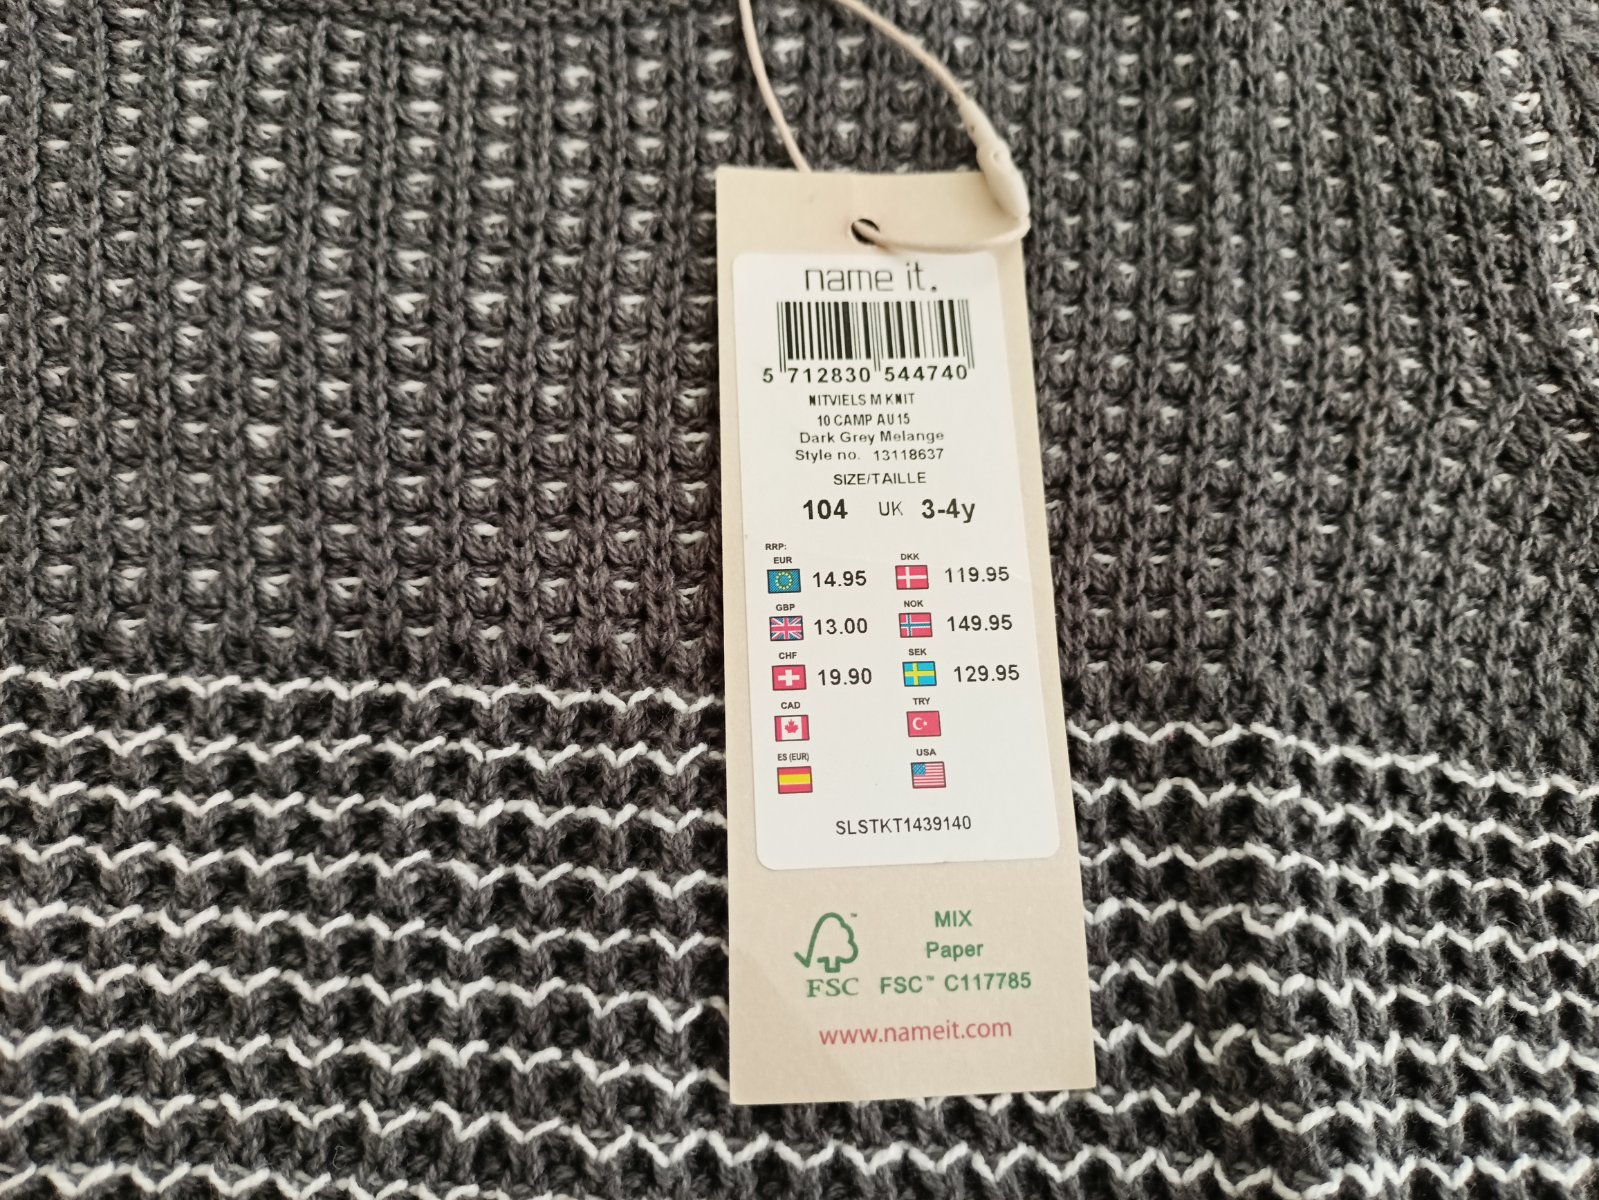 name it.
5 712830 544740
NITVIELS M KNIT
10 CAMP AU15
Dark Grey Melange
Style no. 13118637
SIZE/TAILLE
104 UK 3-4y
RRP:
EUR DKK
14.95 119.95
GBP NOK
13.00 149.95
CHF SEK
19.90 129.95
CAD TRY
ES (EUR) USA
SLSTKT1439140
MIX
Paper
FSC FSC™ C117785
www.nameit.com